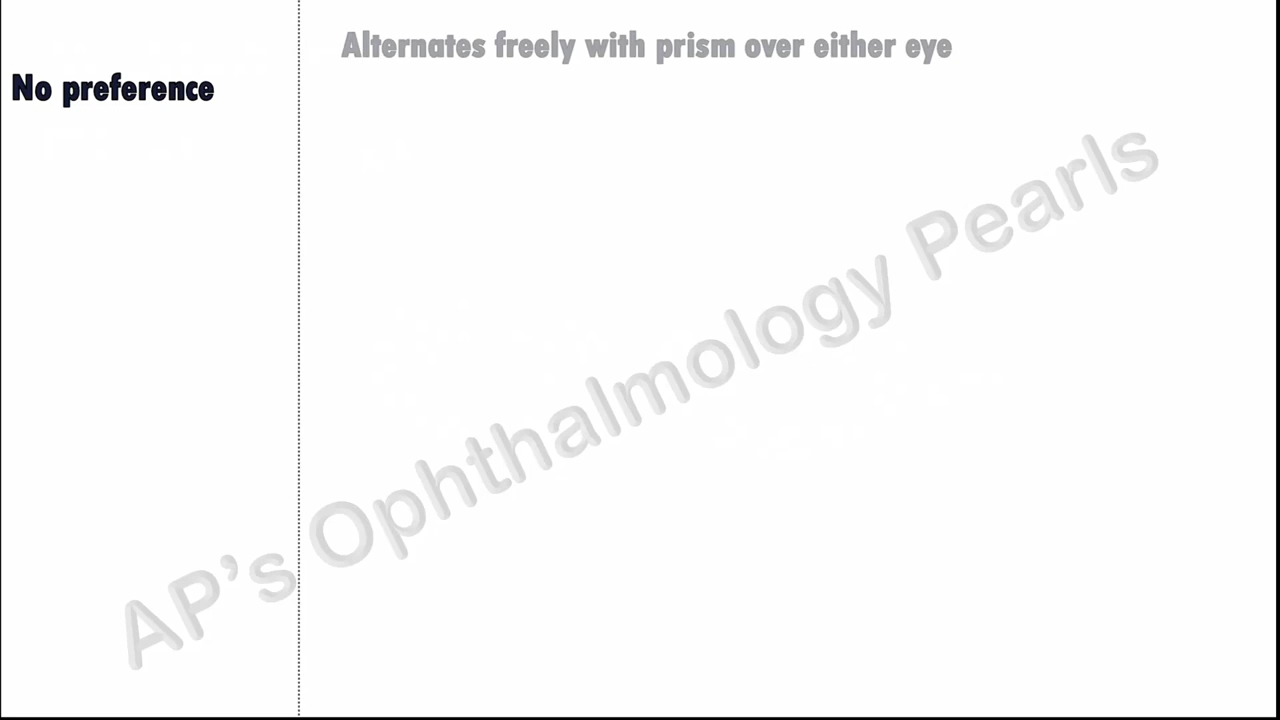 Alternates freely with prism over either eye
No preference
AP's Ophthalmology Pearls